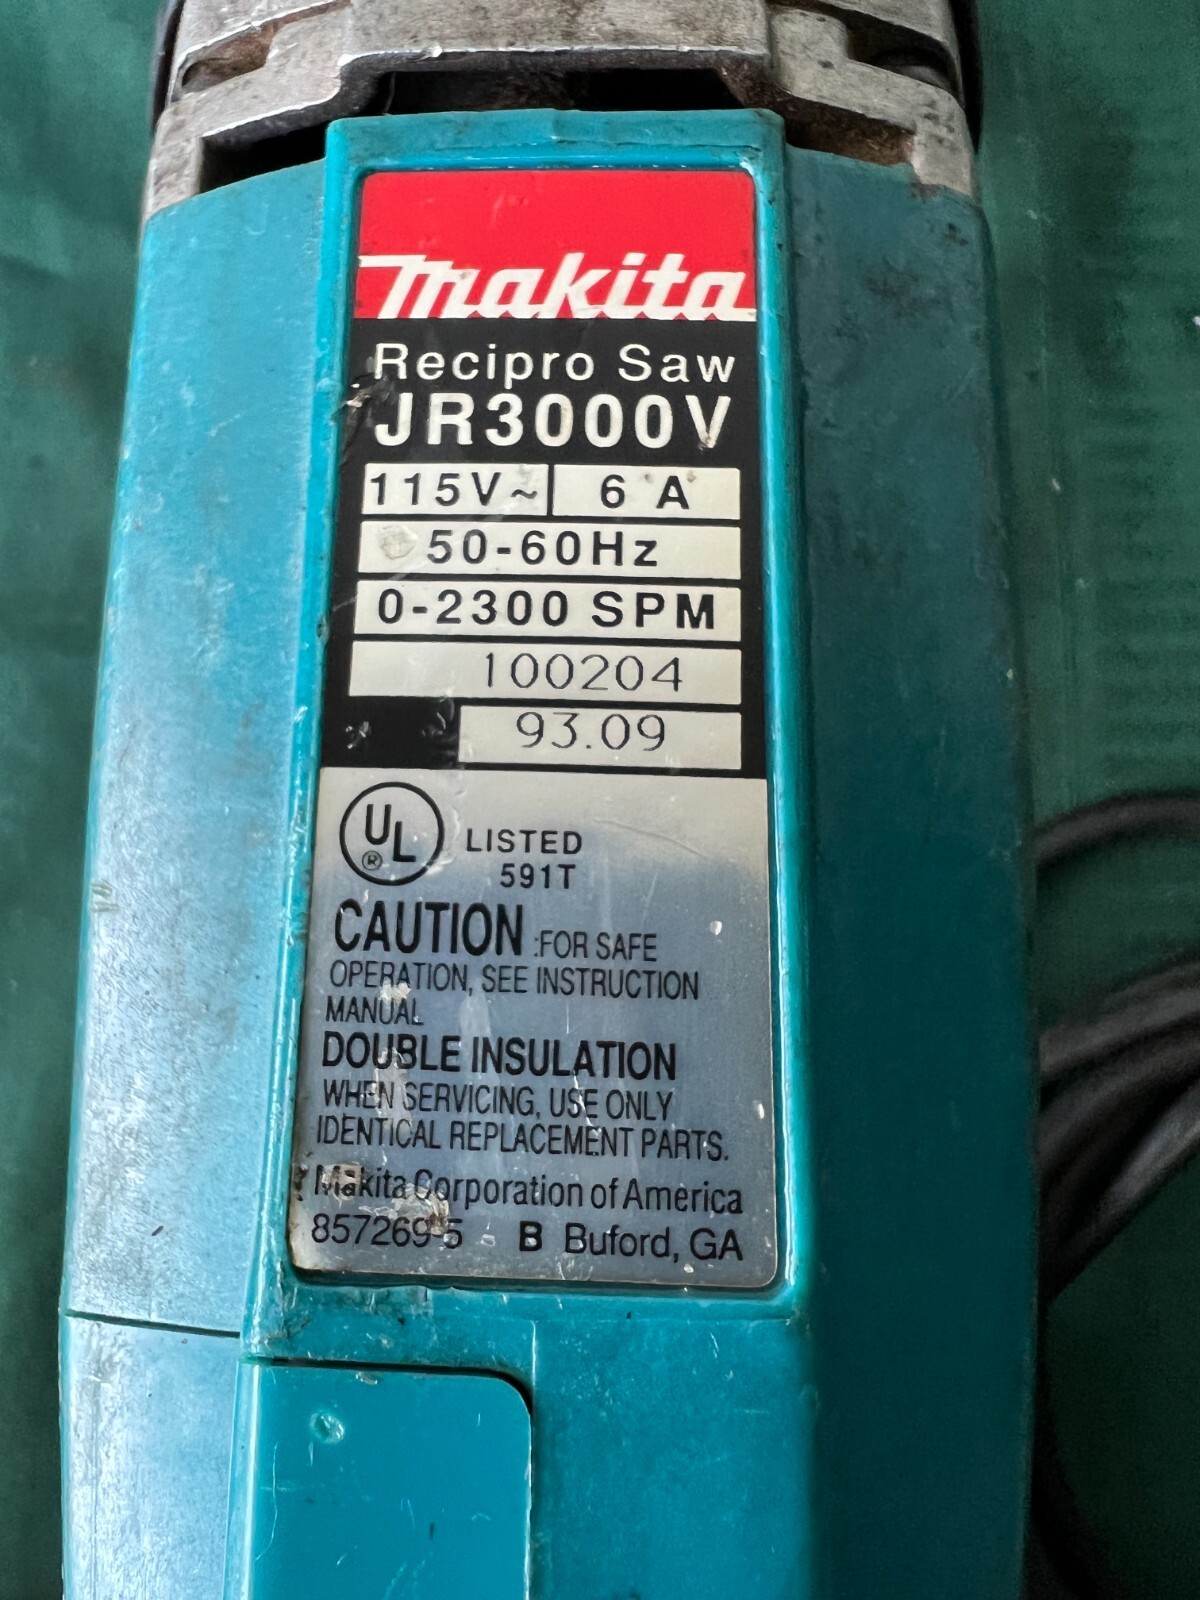 makita
Recipro Saw
JR3000V
115V~ 6 A
50-60Hz
0-2300 SPM
100204
93.09
UL ® LISTED
591T
CAUTION :FOR SAFE
OPERATION, SEE INSTRUCTION
MANUAL
DOUBLE INSULATION
WHEN SERVICING, USE ONLY
IDENTICAL REPLACEMENT PARTS.
Makita Corporation of America
857269-5 B Buford, GA